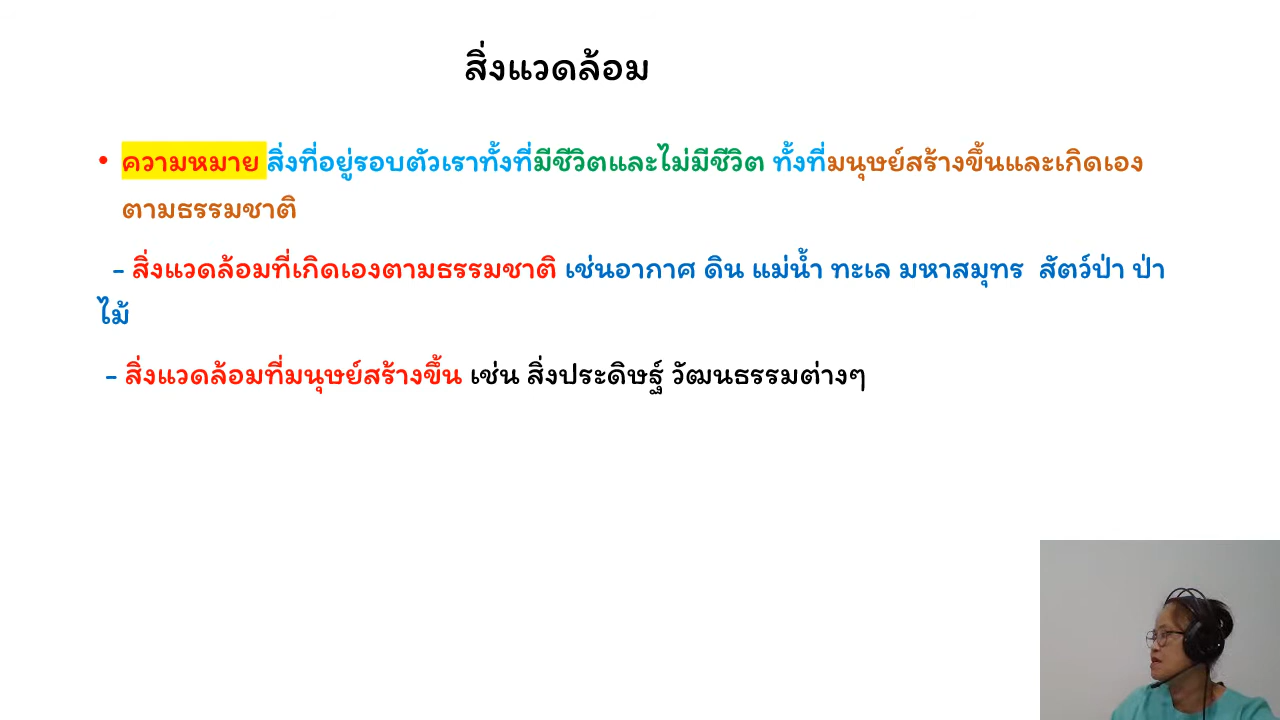 สิ่งแวดล้อม
• ความหมาย สิ่งที่อยู่รอบตัวเราทั้งที่มีชีวิตและไม่มีชีวิต ทั้งที่มนุษย์สร้างขึ้นและเกิดเอง
ตามธรรมชาติ
- สิ่งแวดล้อมที่เกิดเองตามธรรมชาติ เช่นอากาศ ดิน แม่น้ำ ทะเล มหาสมุทร สัตว์ป่า ป่า
ไม้
- สิ่งแวดล้อมที่มนุษย์สร้างขึ้น เช่น สิ่งประดิษฐ์ วัฒนธรรมต่างๆ